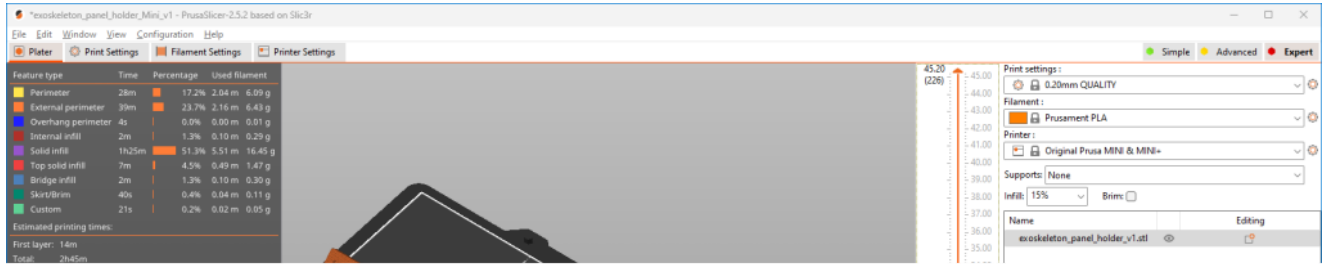 *exoskeleton_panel_holder_Mini_v1 - PrusaSlicer-2.5.2 based on Slic3r
File Edit Window View Configuration Help
Plater Print Settings Filament Settings Printer Settings Simple Advanced Expert
Feature type Time Percentage Used filament
Perimeter 28m 17.2% 2.04 m 6.09 g
External perimeter 39m 23.7% 2.16 m 6.43 g
Overhang perimeter 4s 0.0% 0.00 m 0.01 g
Internal infill 2m 1.3% 0.10 m 0.29 g
Solid infill 1h25m 51.3% 5.51 m 16.45 g
Top solid infill 7m 4.5% 0.49 m 1.47 g
Bridge infill 2m 1.3% 0.10 m 0.30 g
Skirt/Brim 40s 0.4% 0.04 m 0.11 g
Custom 21s 0.2% 0.02 m 0.05 g
Estimated printing times:
First layer: 14m
Total: 2h45m
45.20
(226)
45.00
44.00
43.00
42.00
41.00
40.00
39.00
38.00
37.00
36.00
35.00
Print settings :
0.20mm QUALITY
Filament :
Prusament PLA
Printer :
Original Prusa MINI & MINI+
Supports: None
Infill: 15% Brim:
Name Editing
exoskeleton_panel_holder_v1.stl